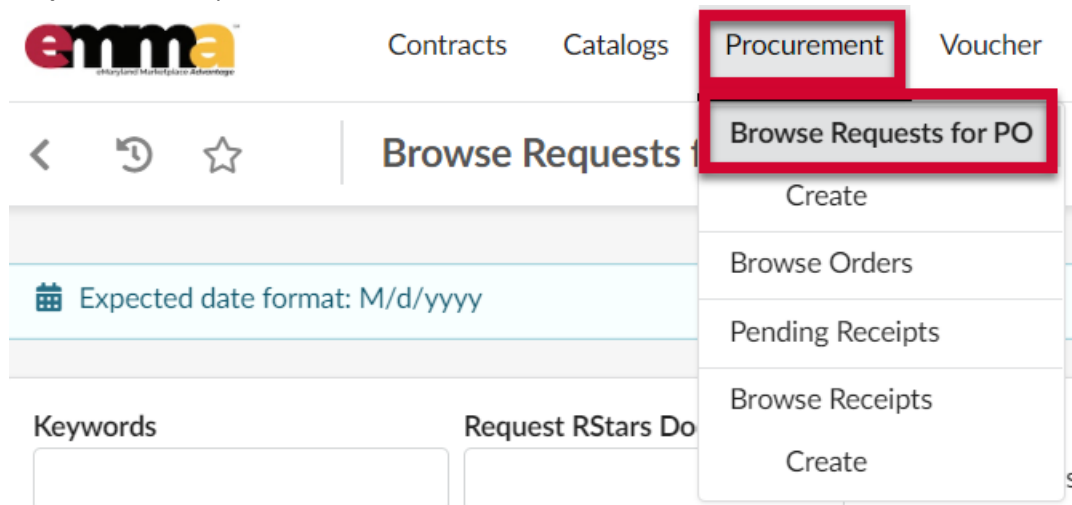 emma
eMaryland Marketplace Advantage
Contracts Catalogs Procurement Voucher
Browse Requests
Browse Requests for PO
Create
Browse Orders
Pending Receipts
Browse Receipts
Create
Expected date format: M/d/yyyy
Keywords
Request RStars Do